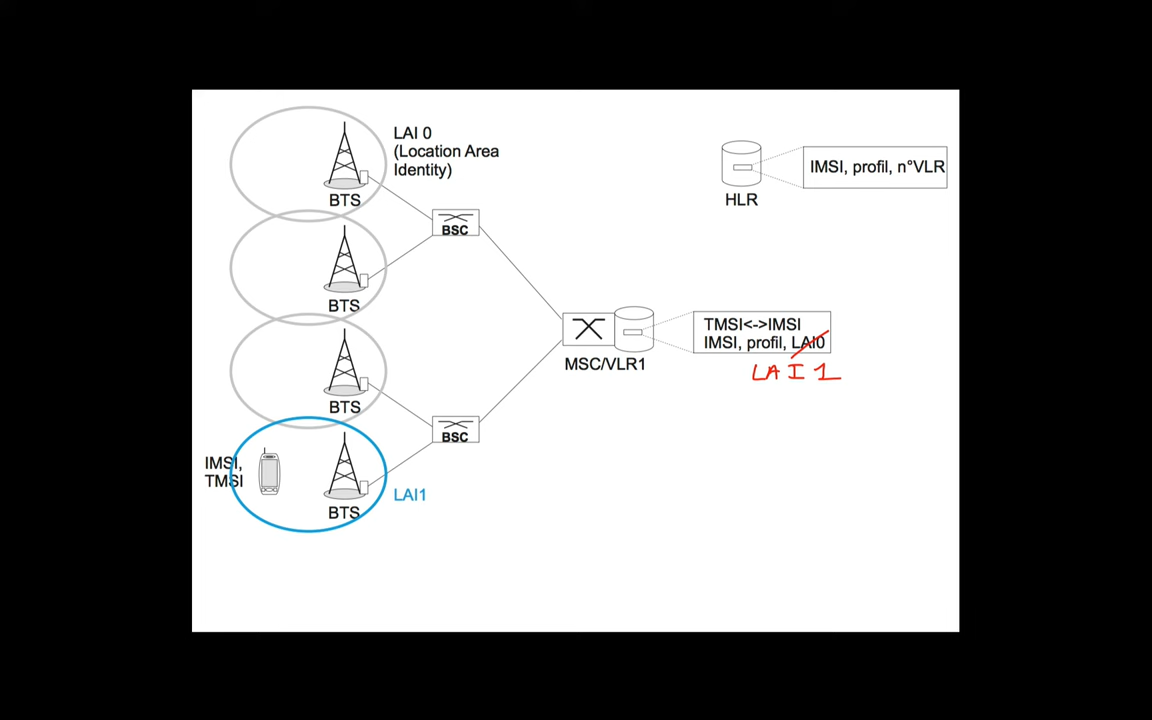 LAI 0
(Location Area
Identity)
BTS
BSC
BTS
BTS
BSC
IMSI,
TMSI
BTS
LAI1
MSC/VLR1
TMSI<->IMSI
IMSI, profil, LAI0
LA I 1
HLR
IMSI, profil, n°VLR